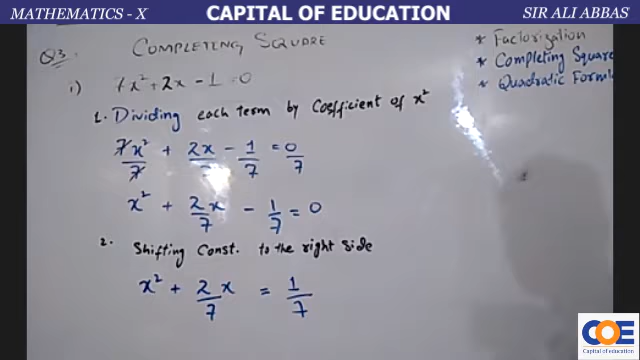 MATHEMATICS - X
CAPITAL OF EDUCATION
SIR ALI ABBAS
Q3
COMPLETING SQUARE
* Factorization
* Completing Square
* Quadratic Formula
i) 7x² + 2x - 1 = 0
1. Dividing each term by Coefficient of x²
7x²/7 + 2x/ - 1/7 = 0/7
x² + 2x/7 - 1/7 = 0
2. Shifting Const. to the right side
x² + 2/7 x = 1/7
COE
Capital of education